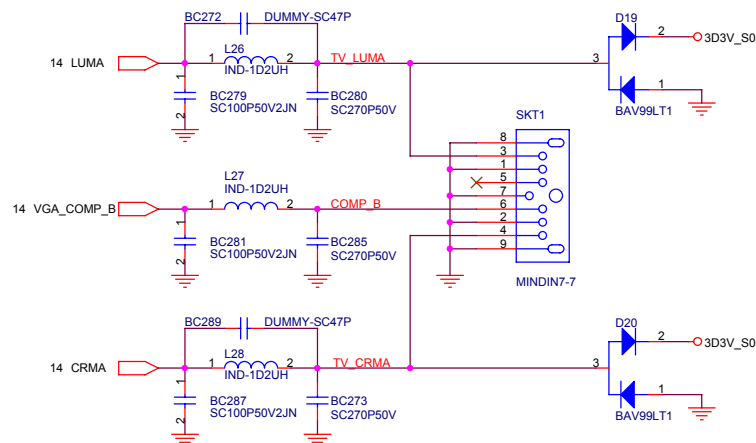 BC272 DUMMY-SC47P
D19
2 3D3V_S0
L26
14 LUMA 1 2 TV_LUMA 3
IND-1D2UH
1
1
BC279 BC280
SC100P50V2JN SC270P50V
2
BAV99LT1
SKT1
8
3
1
5
7
6
2
4
9
MINDIN7-7
L27
IND-1D2UH
14 VGA_COMP_B 1 2 COMP_B
1
BC281 BC285
SC100P50V2JN SC270P50V
2
BC289 DUMMY-SC47P
D20
2 3D3V_S0
L28
14 CRMA 1 2 TV_CRMA 3
IND-1D2UH
1
1
BC287 BC273
SC100P50V2JN SC270P50V
2
BAV99LT1